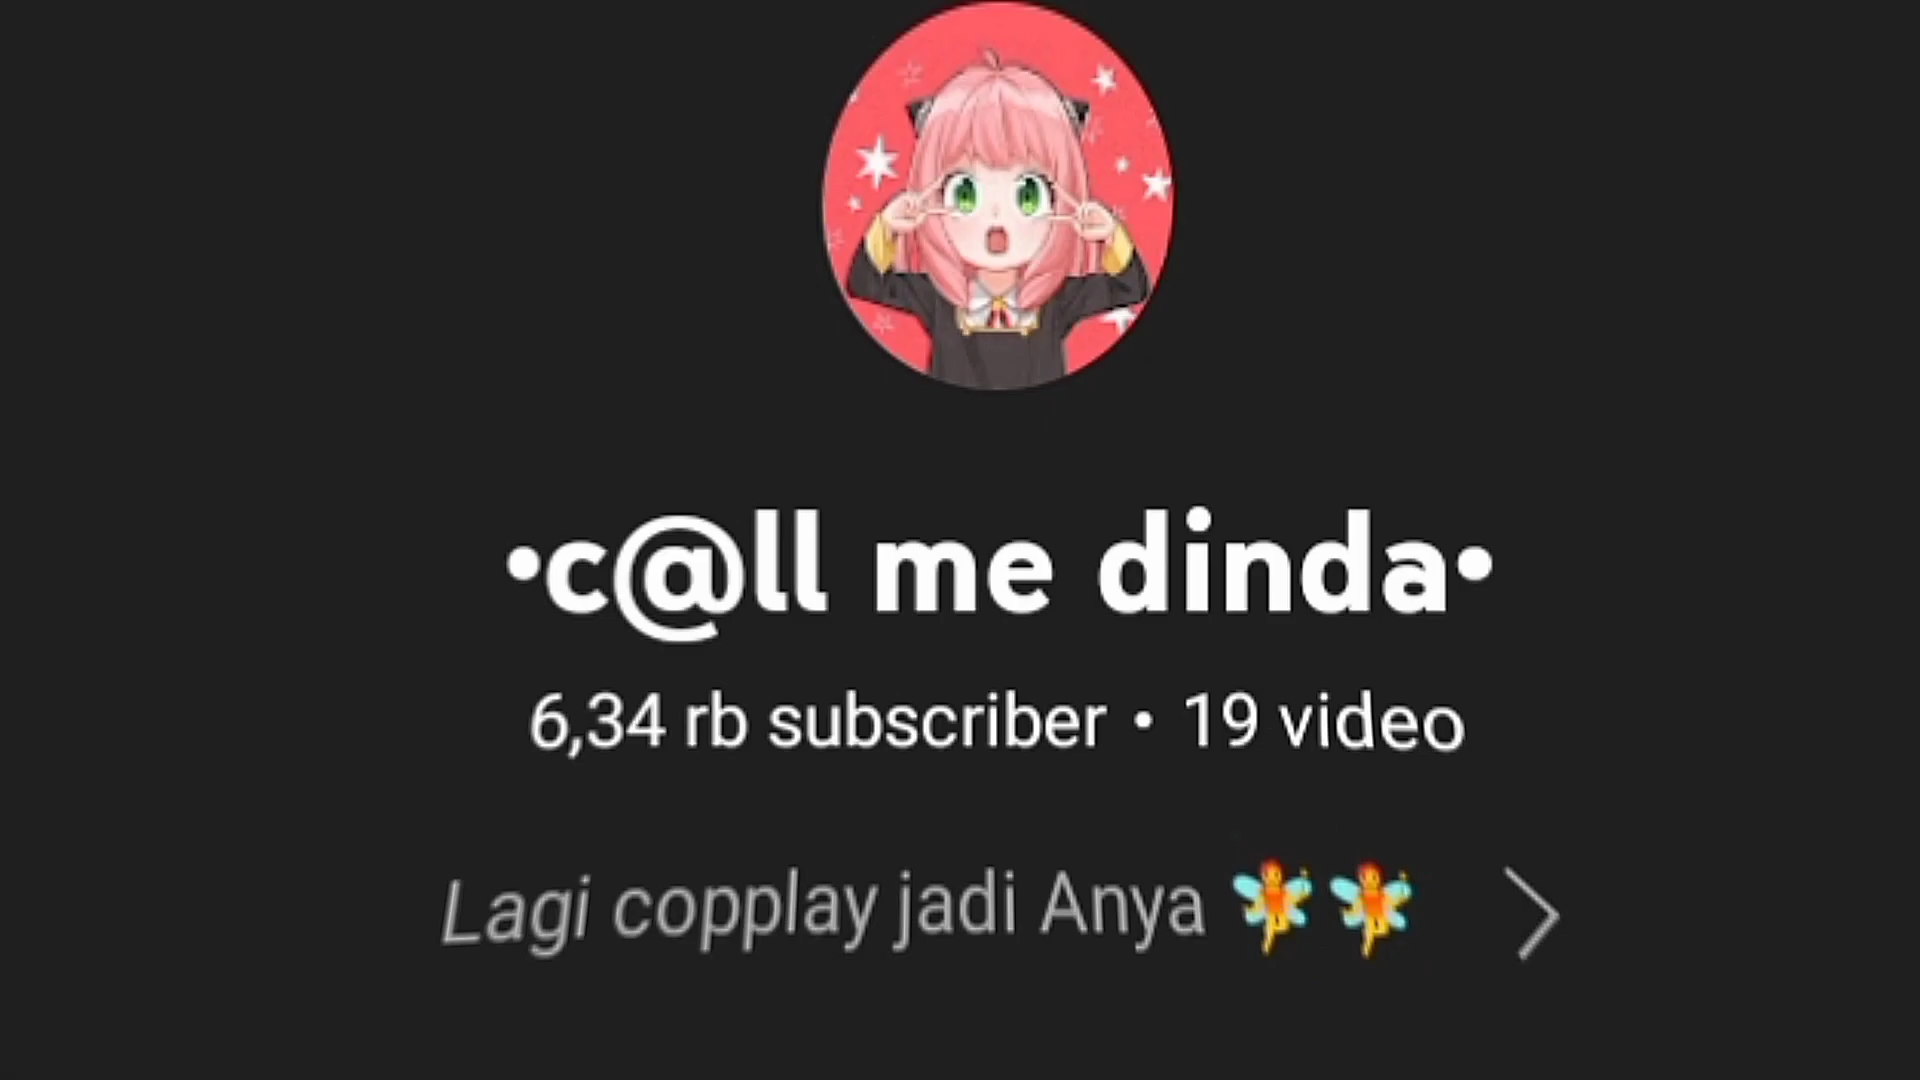 •c@ll me dinda•
6,34 rb subscriber • 19 video
Lagi copplay jadi Anya 🧚🧚